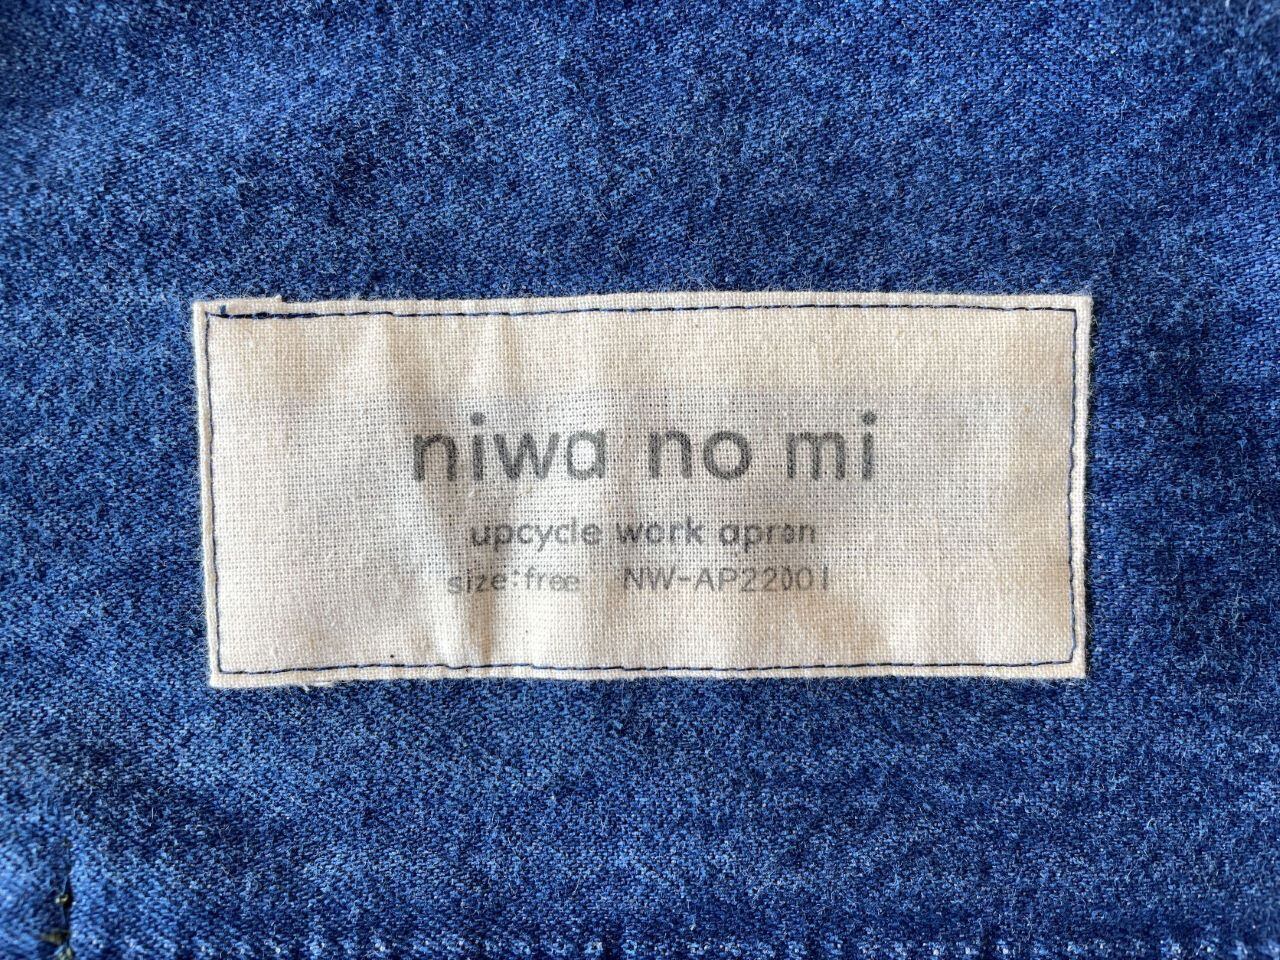 niwa no mi
upcycle work apron
size:free NW-AP22001